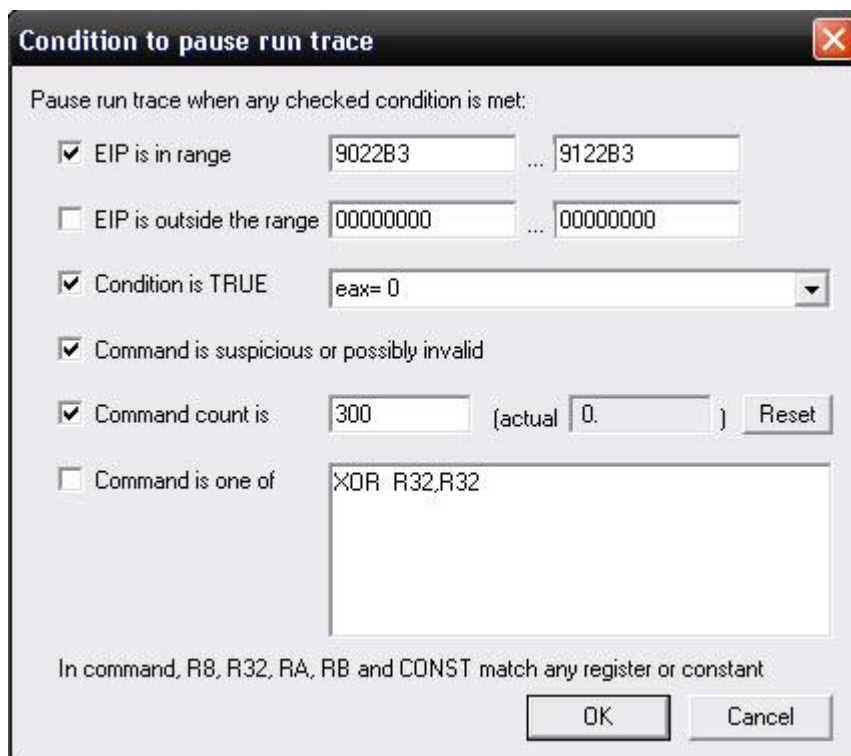 Condition to pause run trace
Pause run trace when any checked condition is met:
EIP is in range 9022B3 ... 9122B3
EIP is outside the range 00000000 ... 00000000
Condition is TRUE eax= 0
Command is suspicious or possibly invalid
Command count is 300 (actual 0. ) Reset
Command is one of XOR R32,R32
In command, R8, R32, RA, RB and CONST match any register or constant
OK Cancel